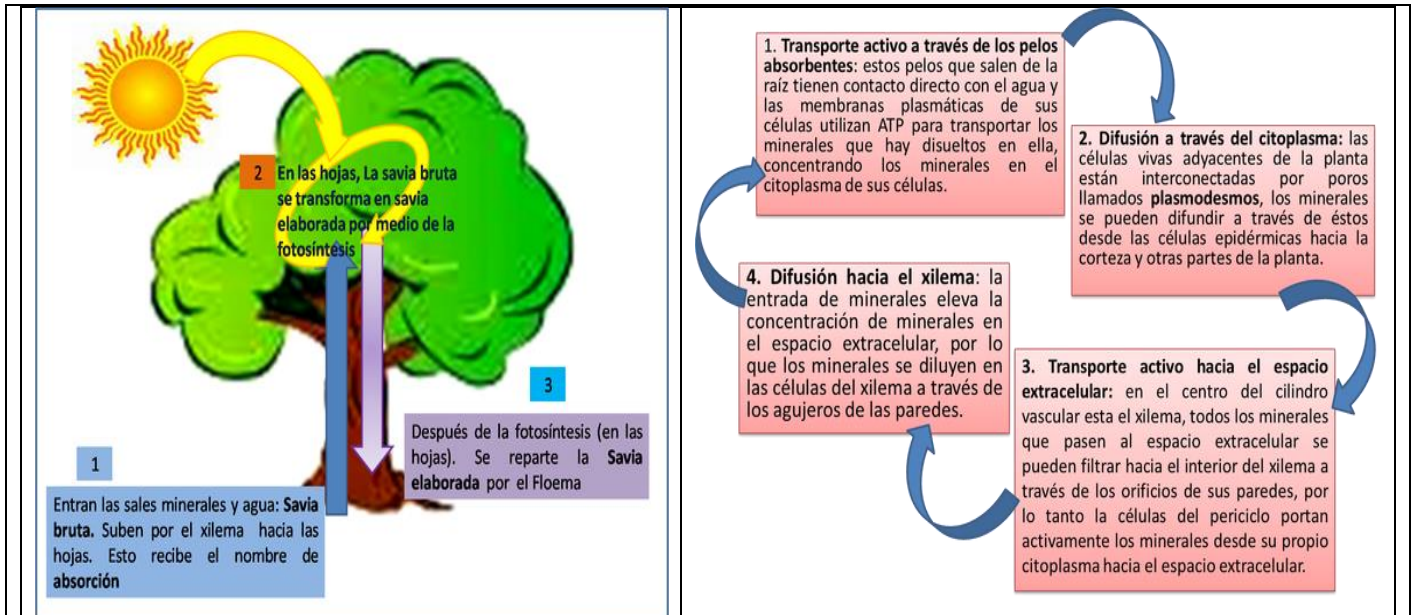 2
En las hojas, La savia bruta
se transforma en savia
elaborada por medio de la
fotosíntesis
3
Después de la fotosíntesis (en las
hojas). Se reparte la Savia
elaborada por el Floema
1
Entran las sales minerales y agua: Savia
bruta. Suben por el xilema hacia las
hojas. Esto recibe el nombre de
absorción
1. Transporte activo a través de los pelos
absorbentes: estos pelos que salen de la
raíz tienen contacto directo con el agua y
las membranas plasmáticas de sus
células utilizan ATP para transportar los
minerales que hay disueltos en ella,
concentrando los minerales en el
citoplasma de sus células.
2. Difusión a través del citoplasma: las
células vivas adyacentes de la planta
están interconectadas por poros
llamados plasmodesmos, los minerales
se pueden difundir a través de éstos
desde las células epidérmicas hacia la
corteza y otras partes de la planta.
3. Transporte activo hacia el espacio
extracelular: en el centro del cilindro
vascular esta el xilema, todos los minerales
que pasen al espacio extracelular se
pueden filtrar hacia el interior del xilema a
través de los orificios de sus paredes, por
lo tanto la células del periciclo portan
activamente los minerales desde su propio
citoplasma hacia el espacio extracelular.
4. Difusión hacia el xilema: la
entrada de minerales eleva la
concentración de minerales en
el espacio extracelular, por lo
que los minerales se diluyen en
las células del xilema a través de
los agujeros de las paredes.